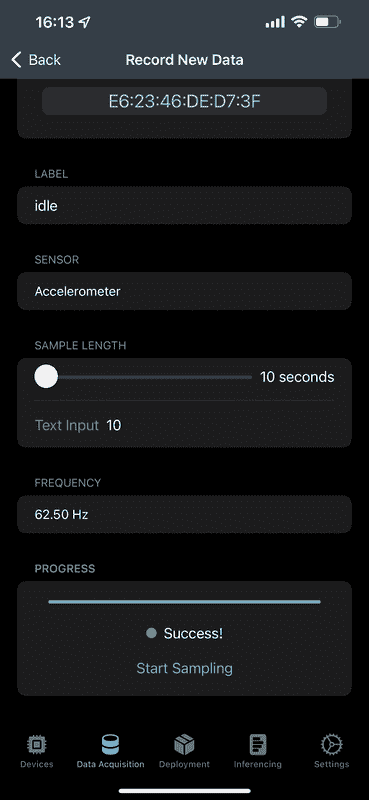 16:13
Back
Record New Data
E6:23:46:DE:D7:3F
LABEL
idle
SENSOR
Accelerometer
SAMPLE LENGTH
10 seconds
Text Input 10
FREQUENCY
62.50 Hz
PROGRESS
Success!
Start Sampling
Devices
Data Acquisition
Deployment
Inferencing
Settings